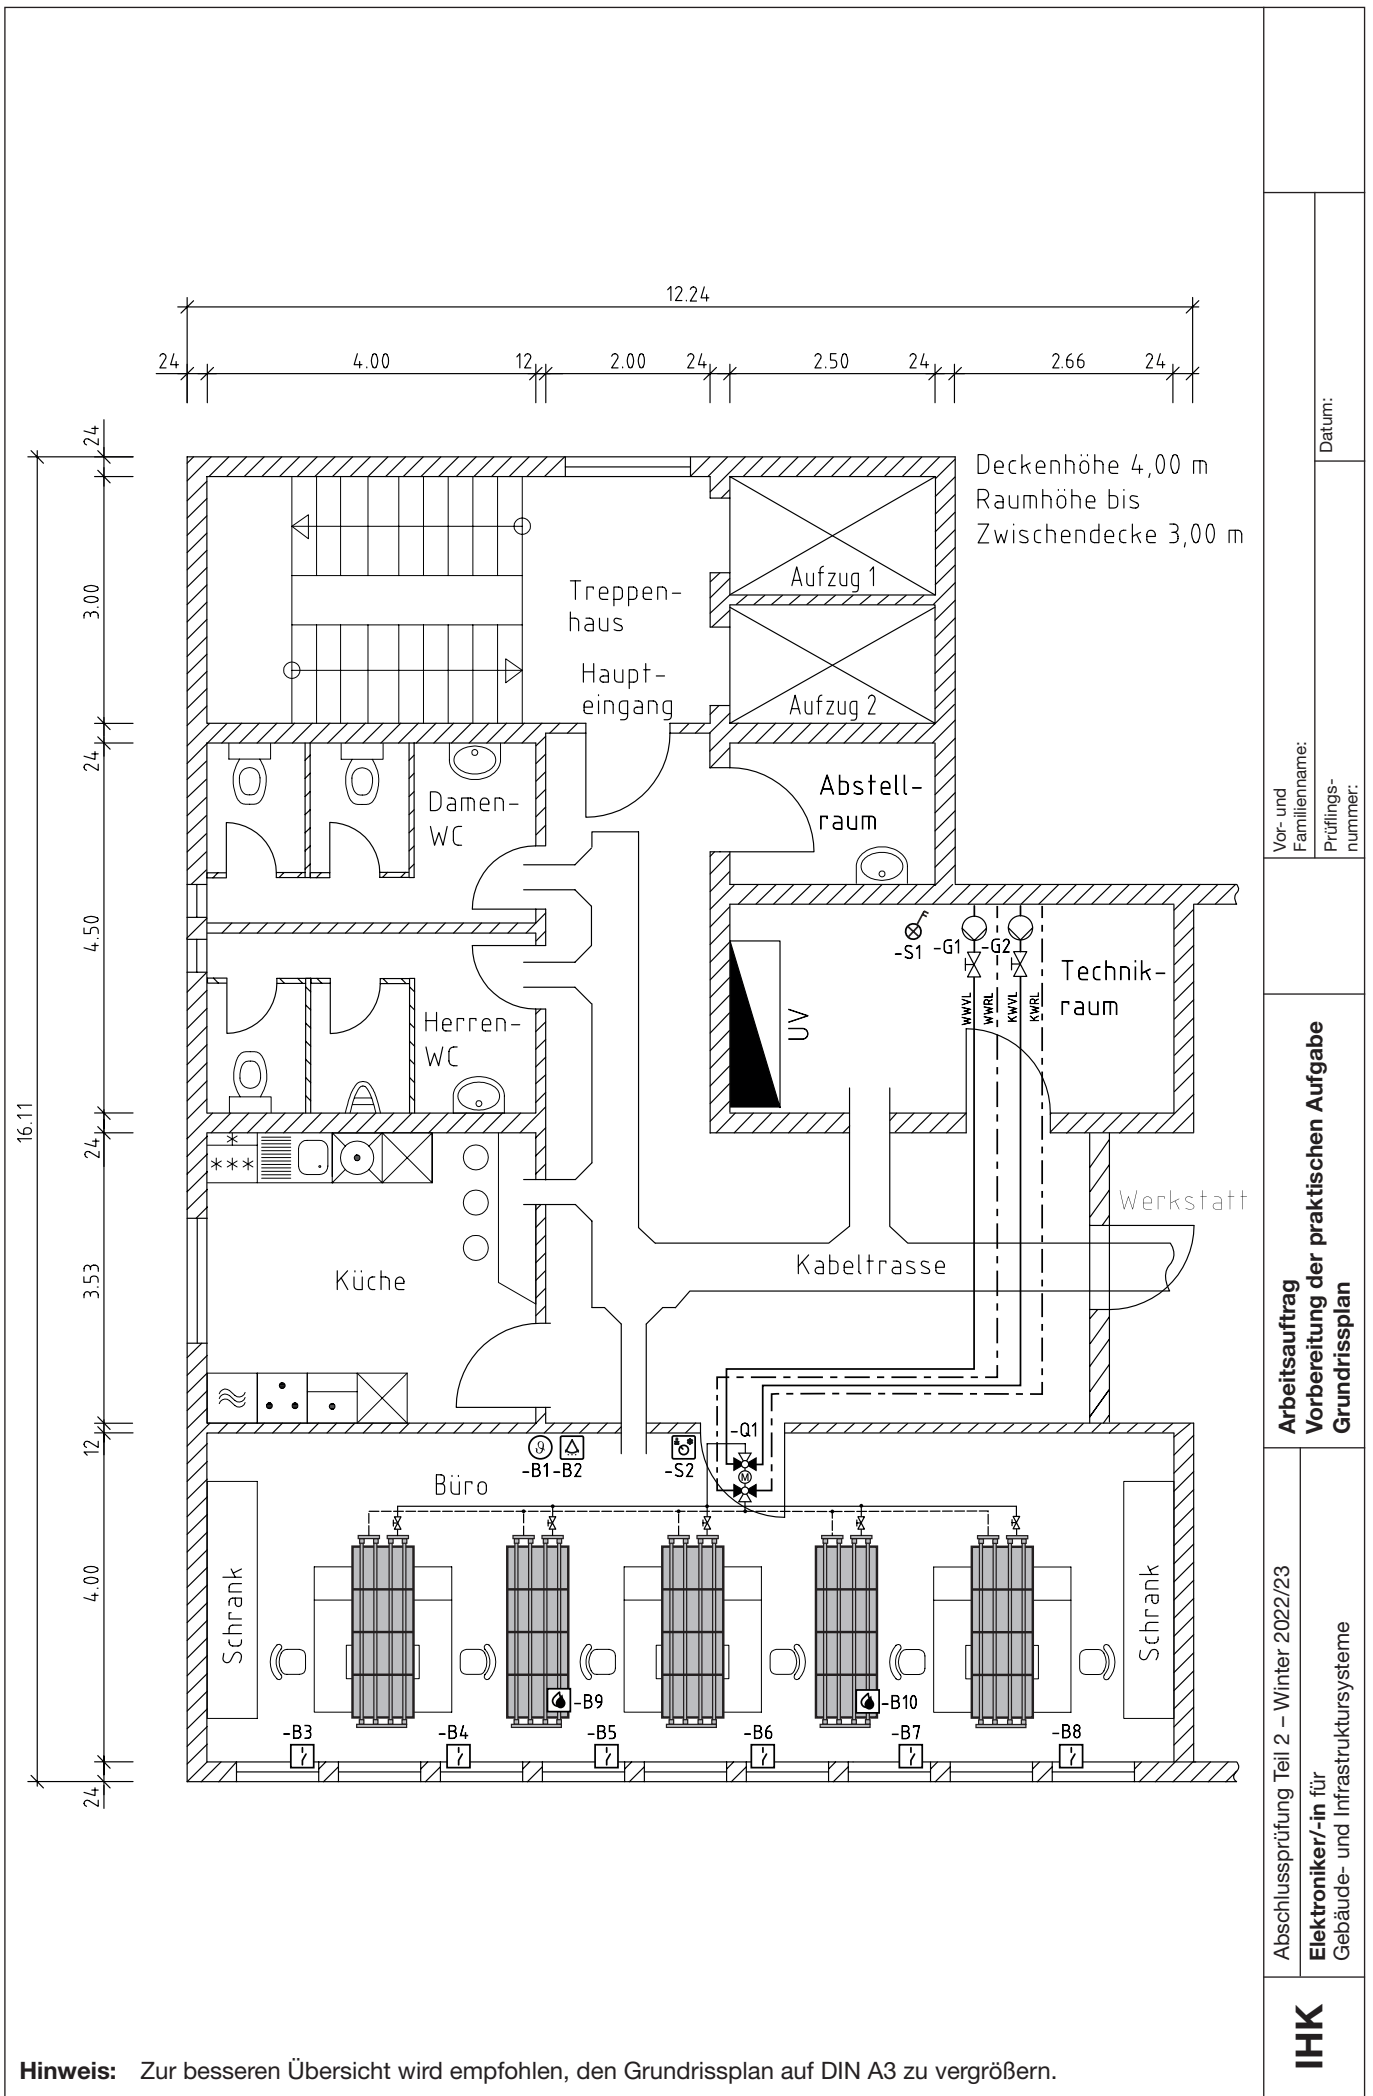 12.24
24
4.00
12
2.00
24
2.50
24
2.66
24
16.11
24
3.00
24
4.50
24
3.53
12
4.00
24
Deckenhöhe 4,00 m
Raumhöhe bis
Zwischendecke 3,00 m
Treppen-
haus
Haupt-
eingang
Aufzug 1
Aufzug 2
Damen-
WC
Abstell-
raum
Herren-
WC
UV
-S1
-G1
-G2
WWVL
WWRL
KWVL
KWRL
Technik-
raum
Werkstatt
Küche
Kabeltrasse
-Q1
M
-B1
-B2
-S2
Büro
Schrank
Schrank
-B9
-B10
-B3
-B4
-B5
-B6
-B7
-B8
Vor- und
Familienname:
Prüflings-
nummer:
Datum:
Arbeitsauftrag
Vorbereitung der praktischen Aufgabe
Grundrissplan
Abschlussprüfung Teil 2 – Winter 2022/23
Elektroniker/-in für
Gebäude- und Infrastruktursysteme
IHK
Hinweis: Zur besseren Übersicht wird empfohlen, den Grundrissplan auf DIN A3 zu vergrößern.